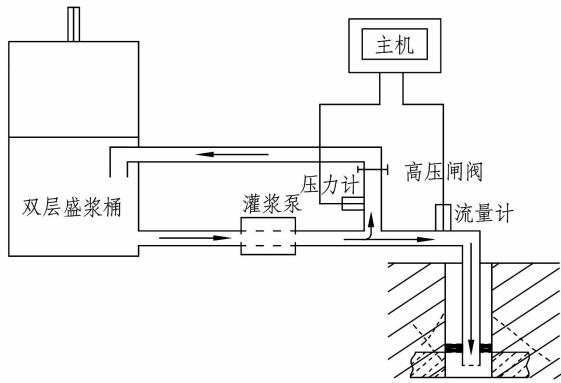 主机
压力计
高压闸阀
双层盛浆桶
灌浆泵
流量计